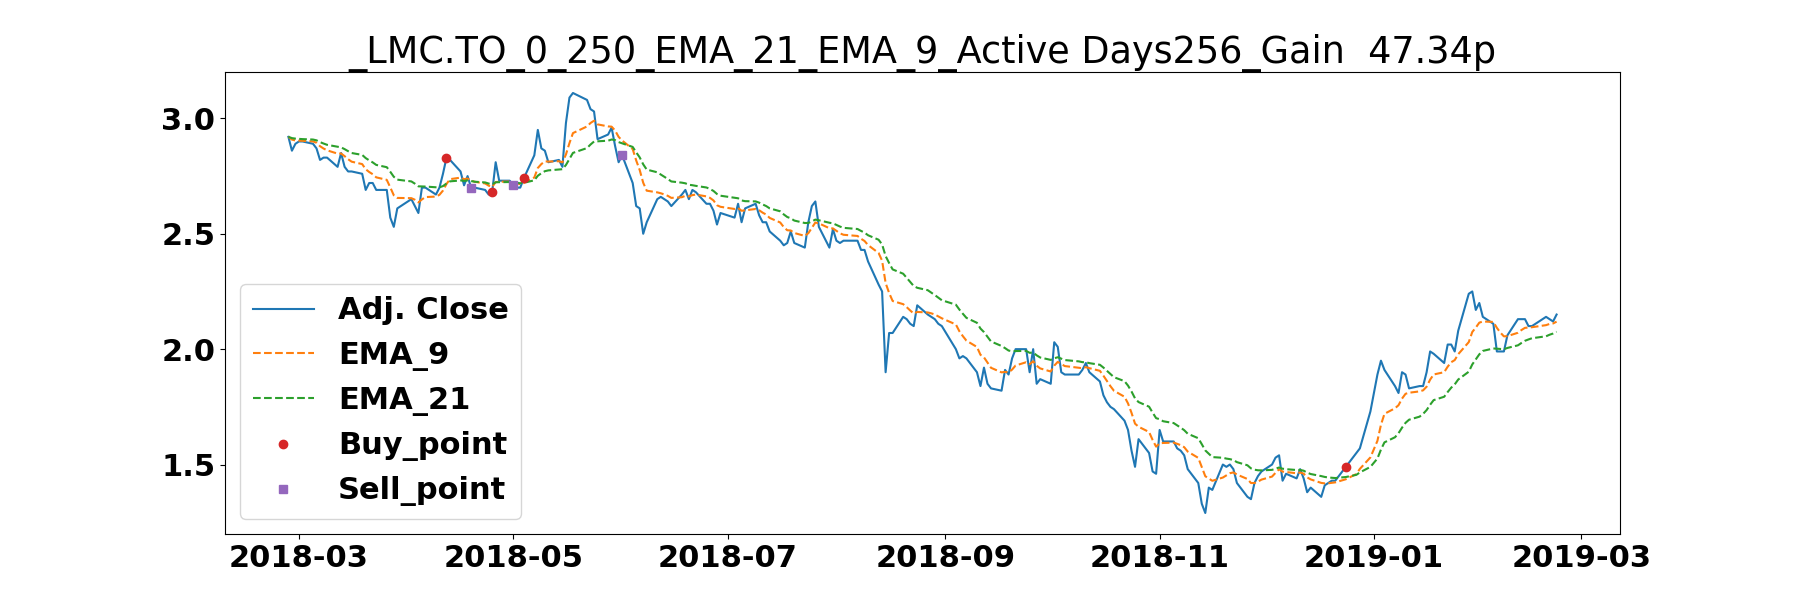 _LMC.TO_0_250_EMA_21_EMA_9_Active Days256_Gain  47.34p
3.0
2.5
2.0
1.5
Adj. Close
EMA_9
EMA_21
Buy_point
Sell_point
2018-03 2018-05 2018-07 2018-09 2018-11 2019-01 2019-03